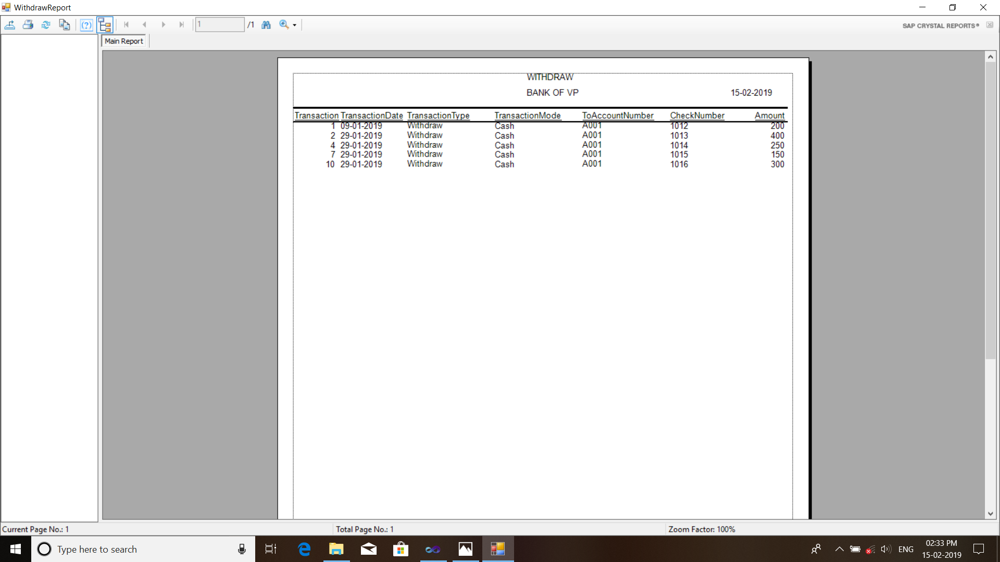 WithdrawReport
1 /1
SAP CRYSTAL REPORTS®
Main Report
WITHDRAW
BANK OF VP 15-02-2019
Transaction TransactionDate TransactionType TransactionMode ToAccountNumber CheckNumber Amount
1 09-01-2019 Withdraw Cash A001 1012 200
2 29-01-2019 Withdraw Cash A001 1013 400
4 29-01-2019 Withdraw Cash A001 1014 250
7 29-01-2019 Withdraw Cash A001 1015 150
10 29-01-2019 Withdraw Cash A001 1016 300
Current Page No.: 1 Total Page No.: 1 Zoom Factor: 100%
Type here to search
ENG
02:33 PM
15-02-2019